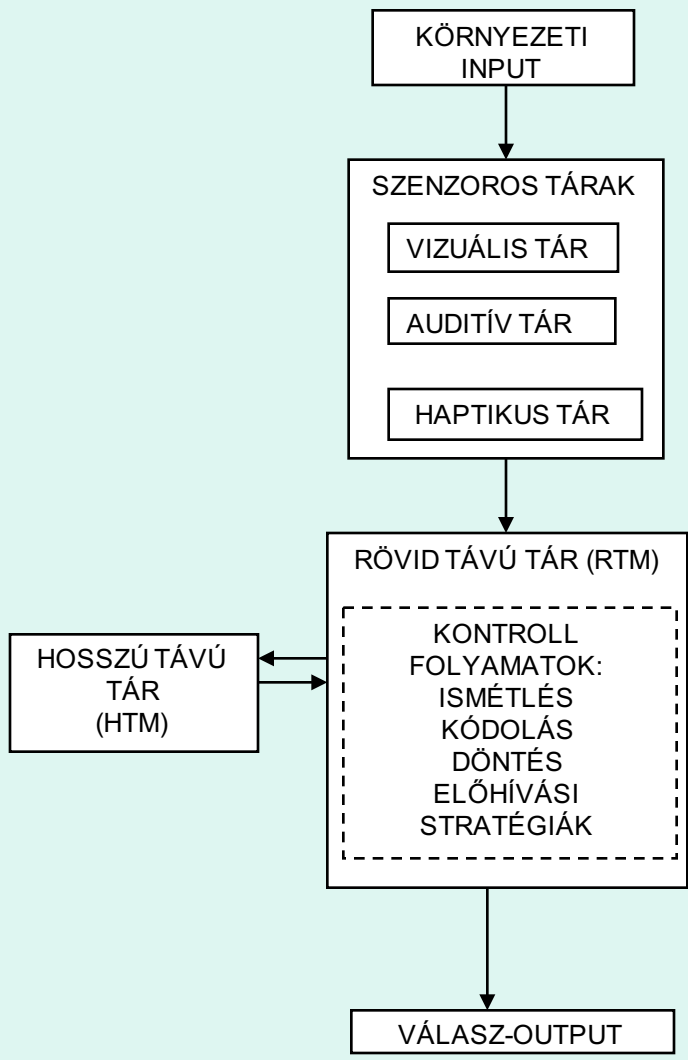 KÖRNYEZETI
INPUT
SZENZOROS TÁRAK
VIZUÁLIS TÁR
AUDITÍV TÁR
HAPTIKUS TÁR
RÖVID TÁVÚ TÁR (RTM)
KONTROLL
FOLYAMATOK:
ISMÉTLÉS
KÓDOLÁS
DÖNTÉS
ELŐHÍVÁSI
STRATÉGIÁK
HOSSZÚ TÁVÚ
TÁR
(HTM)
VÁLASZ-OUTPUT